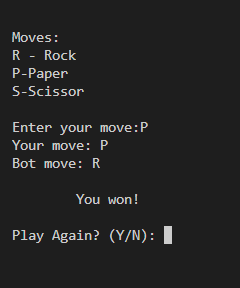 Moves:
R - Rock
P-Paper
S-Scissor
Enter your move:P
Your move: P
Bot move: R
You won!
Play Again? (Y/N):